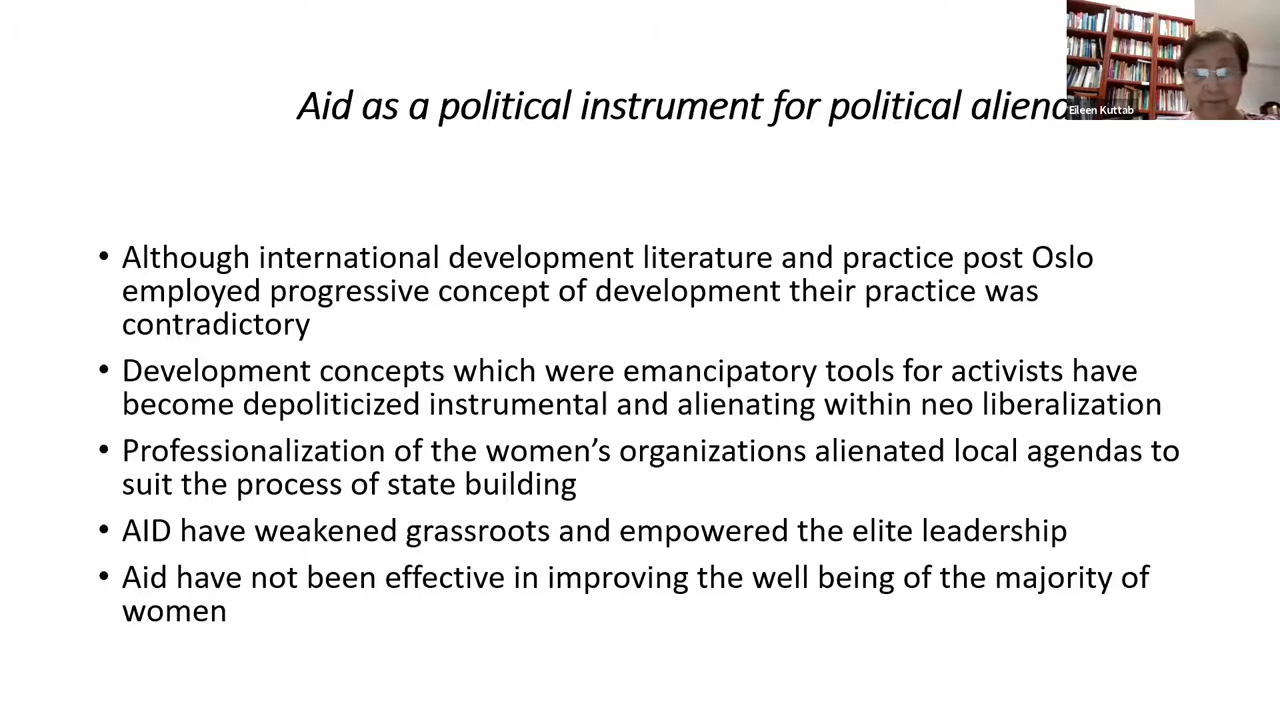 Aid as a political instrument for political
Eileen Kuttab
• Although international development literature and practice post Oslo
employed progressive concept of development their practice was
contradictory
• Development concepts which were emancipatory tools for activists have
become depoliticized instrumental and alienating within neo liberalization
• Professionalization of the women’s organizations alienated local agendas to
suit the process of state building
• AID have weakened grassroots and empowered the elite leadership
• Aid have not been effective in improving the well being of the majority of
women